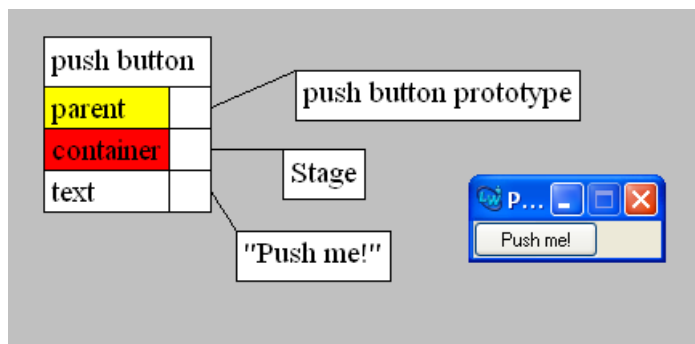 push button
parent
push button prototype
container
Stage
text
"Push me!"
P...
Push me!